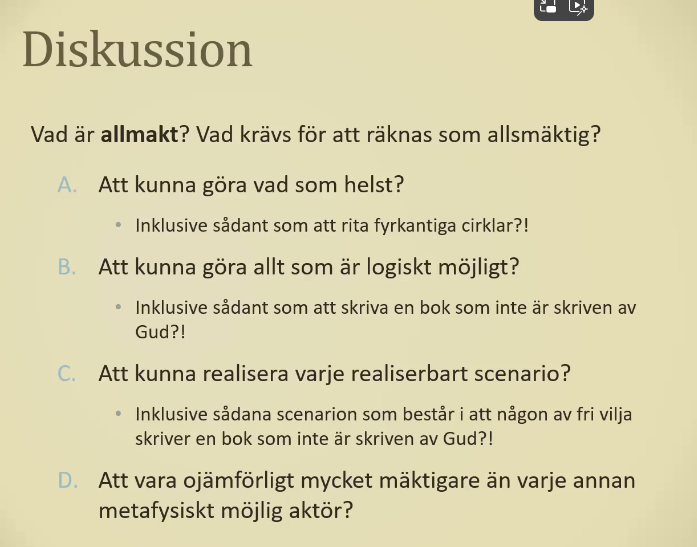 Diskussion
Vad är allmakt? Vad krävs för att räknas som allsmäktig?
A. Att kunna göra vad som helst?
• Inklusive sådant som att rita fyrkantiga cirklar?!
B. Att kunna göra allt som är logiskt möjligt?
• Inklusive sådant som att skriva en bok som inte är skriven av
Gud?!
C. Att kunna realisera varje realiserbart scenario?
• Inklusive sådana scenarion som består i att någon av fri vilja
skriver en bok som inte är skriven av Gud?!
D. Att vara ojämförligt mycket mäktigare än varje annan
metafysiskt möjlig aktör?